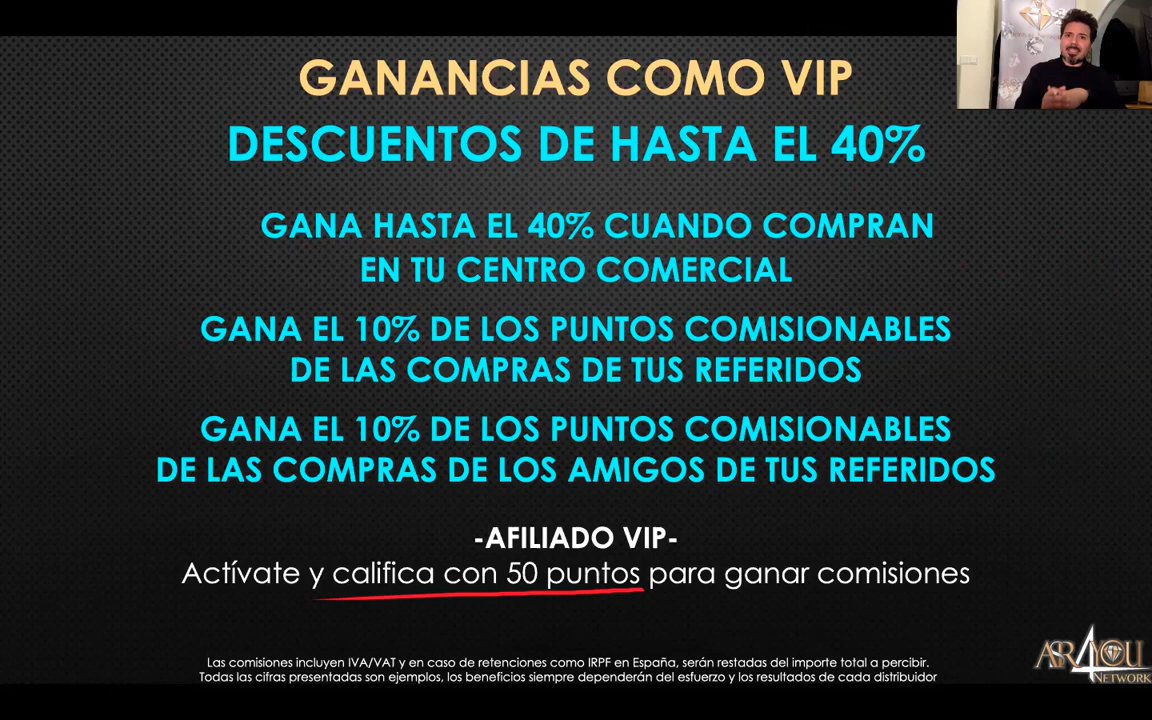 GANANCIAS COMO VIP
DESCUENTOS DE HASTA EL 40%
GANA HASTA EL 40% CUANDO COMPRAN
EN TU CENTRO COMERCIAL
GANA EL 10% DE LOS PUNTOS COMISIONABLES
DE LAS COMPRAS DE TUS REFERIDOS
GANA EL 10% DE LOS PUNTOS COMISIONABLES
DE LAS COMPRAS DE LOS AMIGOS DE TUS REFERIDOS
-AFILIADO VIP-
Actívate y califica con 50 puntos para ganar comisiones
Las comisiones incluyen IVA/VAT y en caso de retenciones como IRPF en España, serán restadas del importe total a percibir.
Todas las cifras presentadas son ejemplos, los beneficios siempre dependerán del esfuerzo y los resultados de cada distribuidor
ASR4YOU
NETWORK